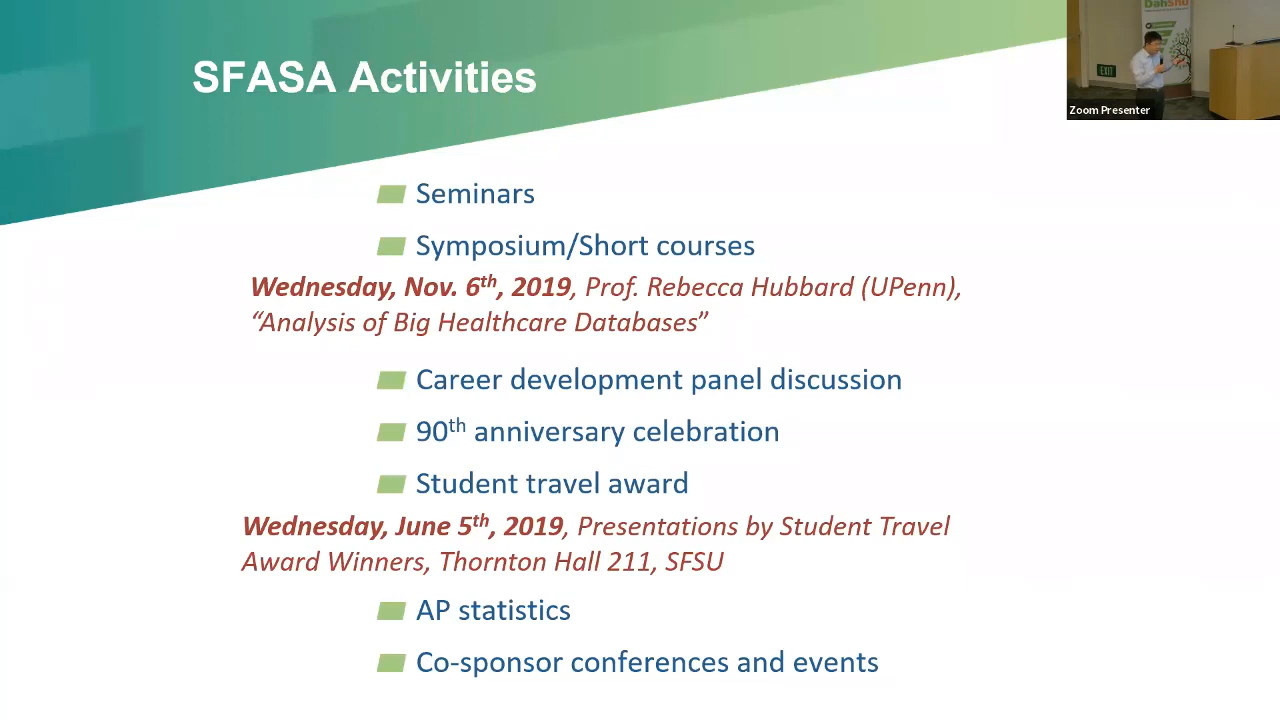 SFASA Activities
DahShu
EXIT
Zoom Presenter
Seminars
Symposium/Short courses
Wednesday, Nov. 6th, 2019, Prof. Rebecca Hubbard (UPenn),
“Analysis of Big Healthcare Databases”
Career development panel discussion
90th anniversary celebration
Student travel award
Wednesday, June 5th, 2019, Presentations by Student Travel
Award Winners, Thornton Hall 211, SFSU
AP statistics
Co-sponsor conferences and events